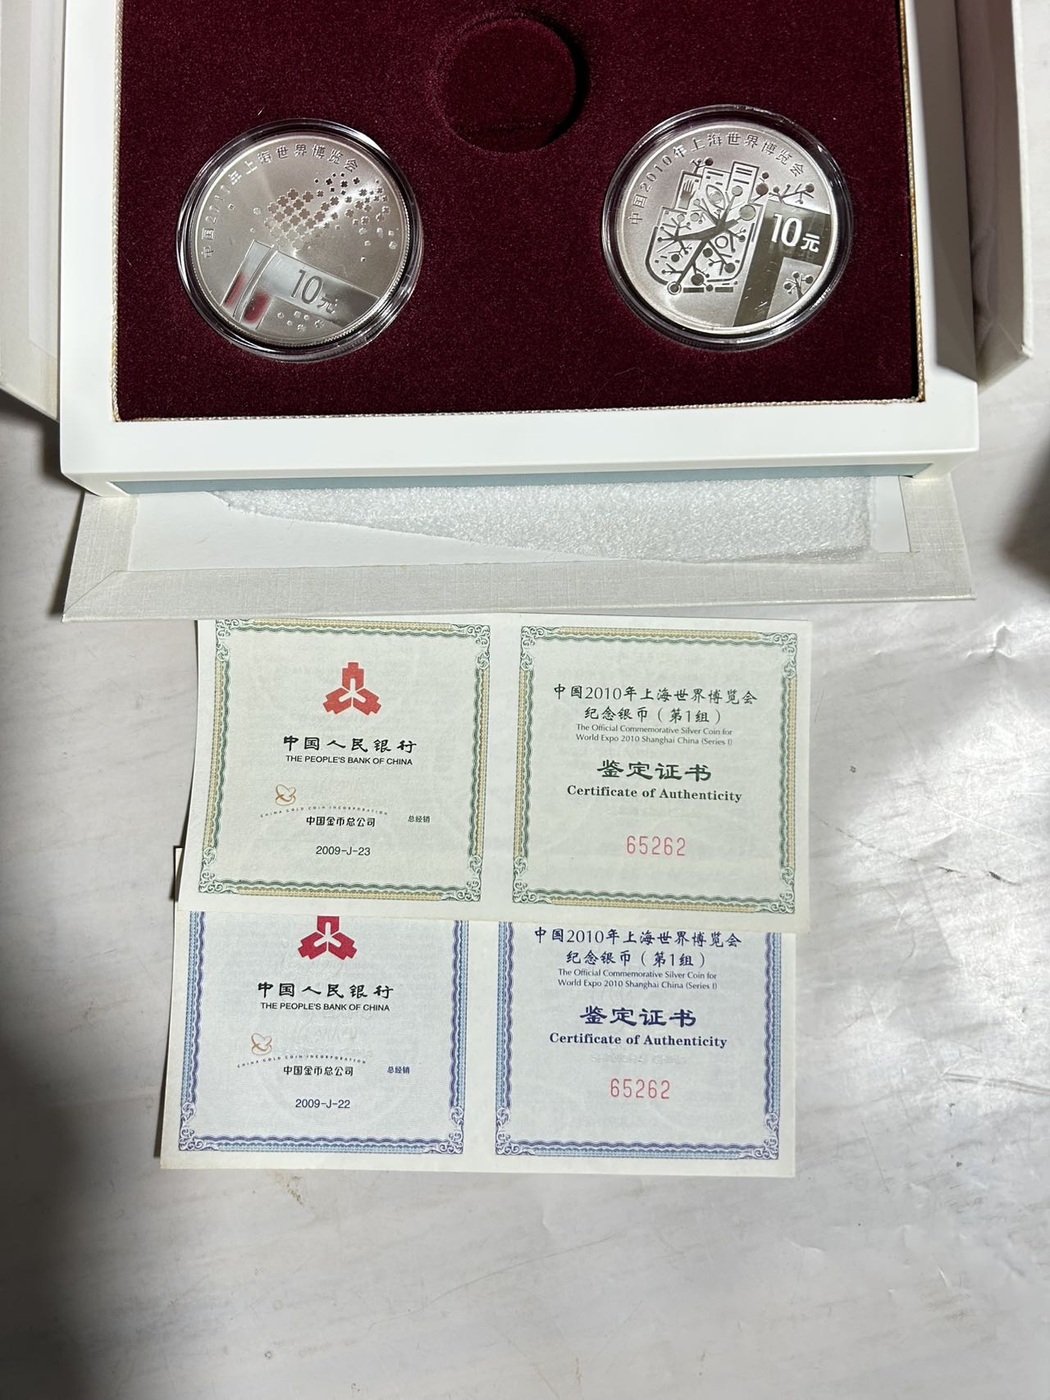 中国2010年上海世界博览会
10元
中国2010年上海世界博览会
10元
中国人民银行
THE PEOPLE'S BANK OF CHINA
CHINA GOLD COIN INCORPORATION
中国金币总公司 总经销
2009-J-23
中国2010年上海世界博览会
纪念银币（第1组）
The Official Commemorative Silver Coin for
World Expo 2010 Shanghai China (Series I)
鉴定证书
Certificate of Authenticity
65262
中国人民银行
THE PEOPLE'S BANK OF CHINA
CHINA GOLD COIN INCORPORATION
中国金币总公司 总经销
2009-J-22
中国2010年上海世界博览会
纪念银币（第1组）
The Official Commemorative Silver Coin for
World Expo 2010 Shanghai China (Series I)
鉴定证书
Certificate of Authenticity
65262